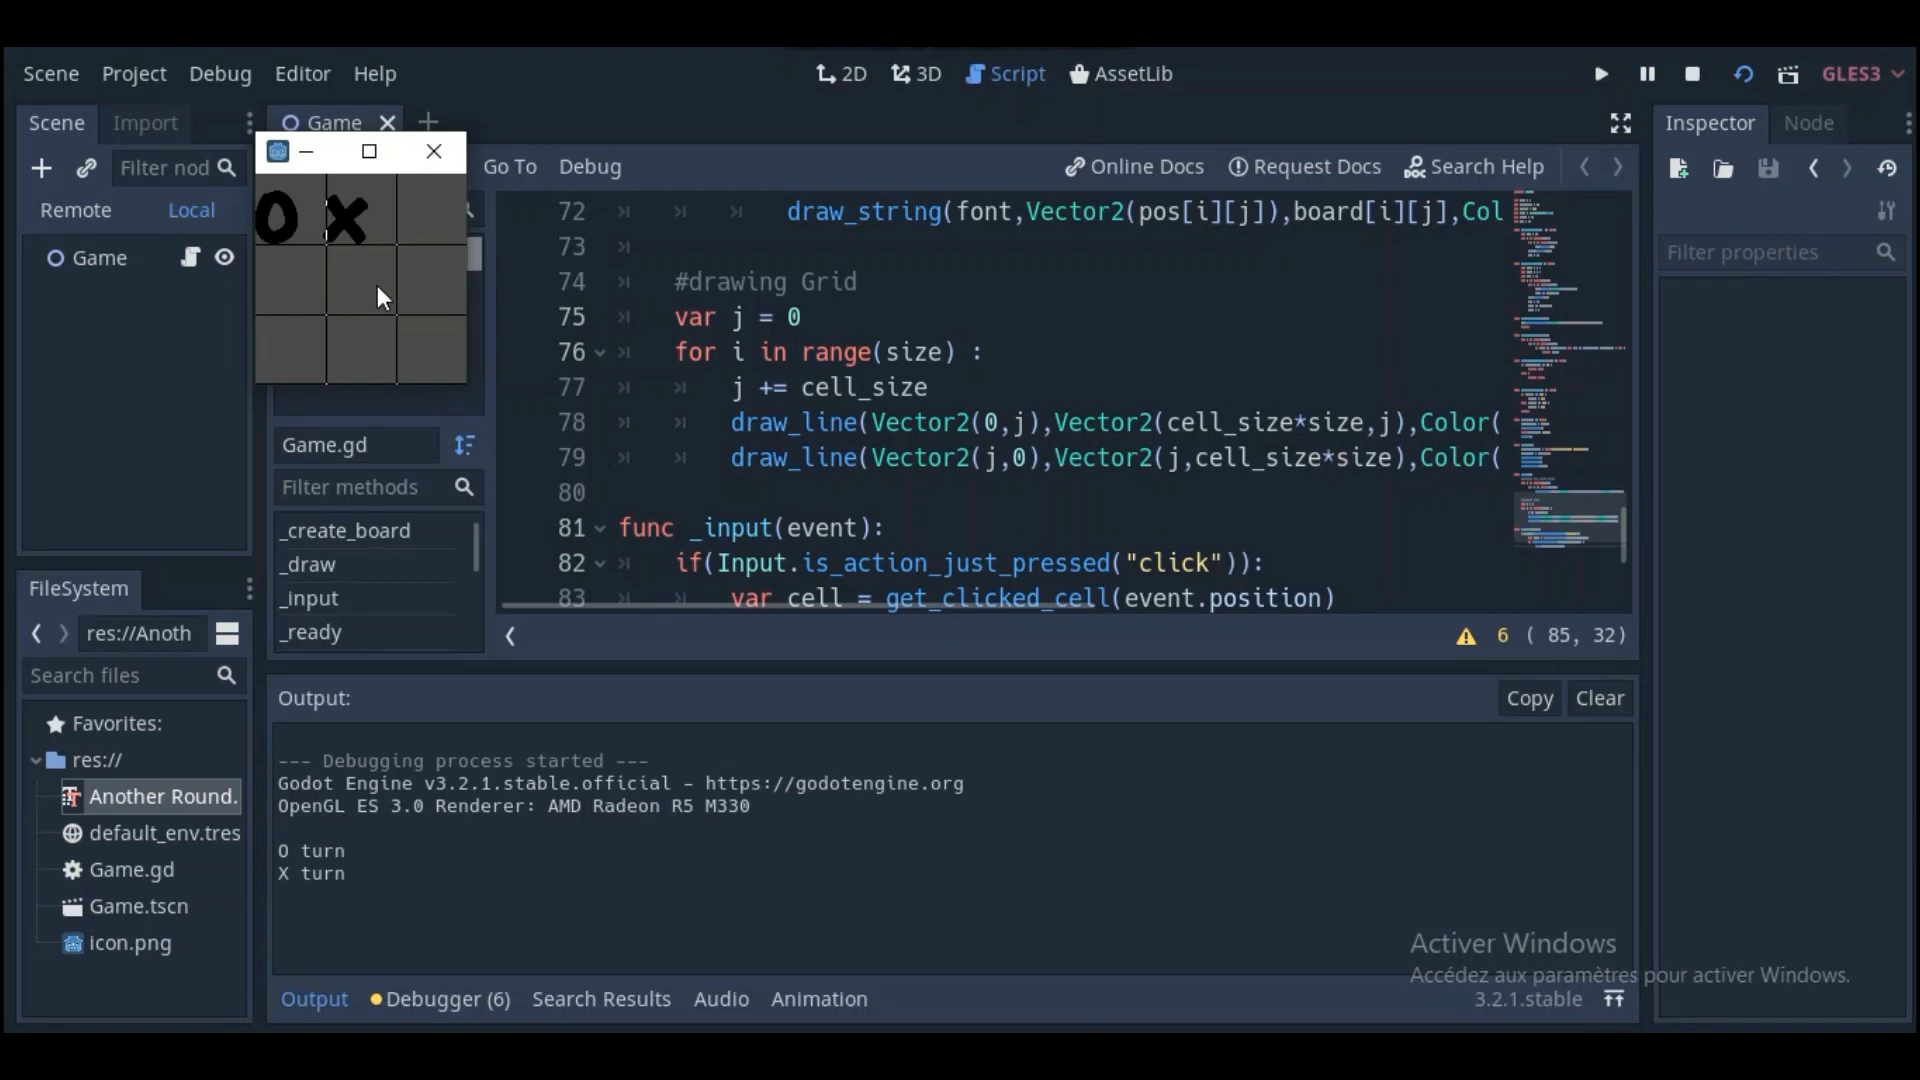 Scene Project Debug Editor Help
2D 3D Script AssetLib
GLES3
Scene Import
Game
Inspector Node
Filter nod
Go To Debug
Online Docs Request Docs Search Help
Remote Local
Game
O X
72 draw_string(font,Vector2(pos[i][j]),board[i][j],Col
73
74 #drawing Grid
75 var j = 0
76 for i in range(size) :
77 j += cell_size
78 draw_line(Vector2(0,j),Vector2(cell_size*size,j),Color(
79 draw_line(Vector2(j,0),Vector2(j,cell_size*size),Color(
80
81 func _input(event):
82 if(Input.is_action_just_pressed("click")):
83 var cell = get_clicked_cell(event.position)
Filter properties
Game.gd
Filter methods
_create_board
_draw
_input
_ready
6 ( 85, 32)
FileSystem
res://Anoth
Search files
Favorites:
res://
Another Round.
default_env.tres
Game.gd
Game.tscn
icon.png
Output:
Copy Clear
--- Debugging process started ---
Godot Engine v3.2.1.stable.official - https://godotengine.org
OpenGL ES 3.0 Renderer: AMD Radeon R5 M330
O turn
X turn
Activer Windows
Accédez aux paramètres pour activer Windows.
Output Debugger (6) Search Results Audio Animation
3.2.1.stable